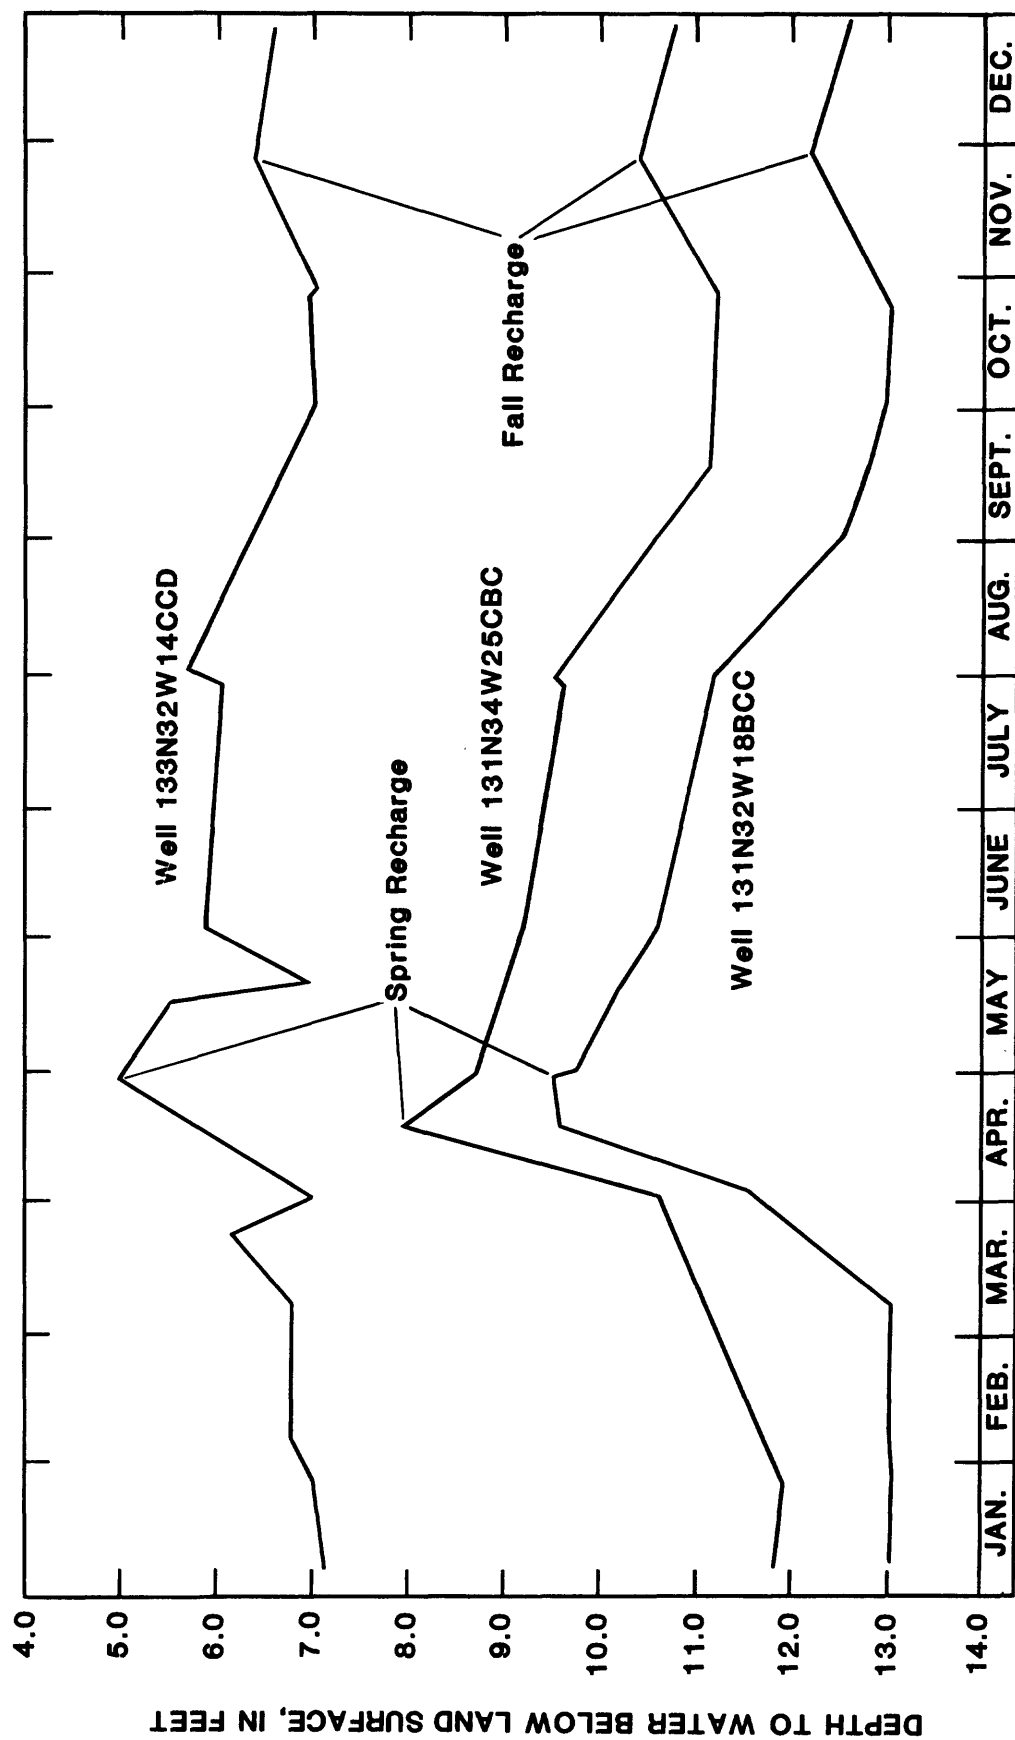 DEPTH TO WATER BELOW LAND SURFACE, IN FEET
4.0
5.0
6.0
7.0
8.0
9.0
10.0
11.0
12.0
13.0
14.0
Well 133N32W14CCD
Spring Recharge
Well 131N34W25CBC
Fall Recharge
Well 131N32W18BCC
JAN. FEB. MAR. APR. MAY JUNE JULY AUG. SEPT. OCT. NOV. DEC.